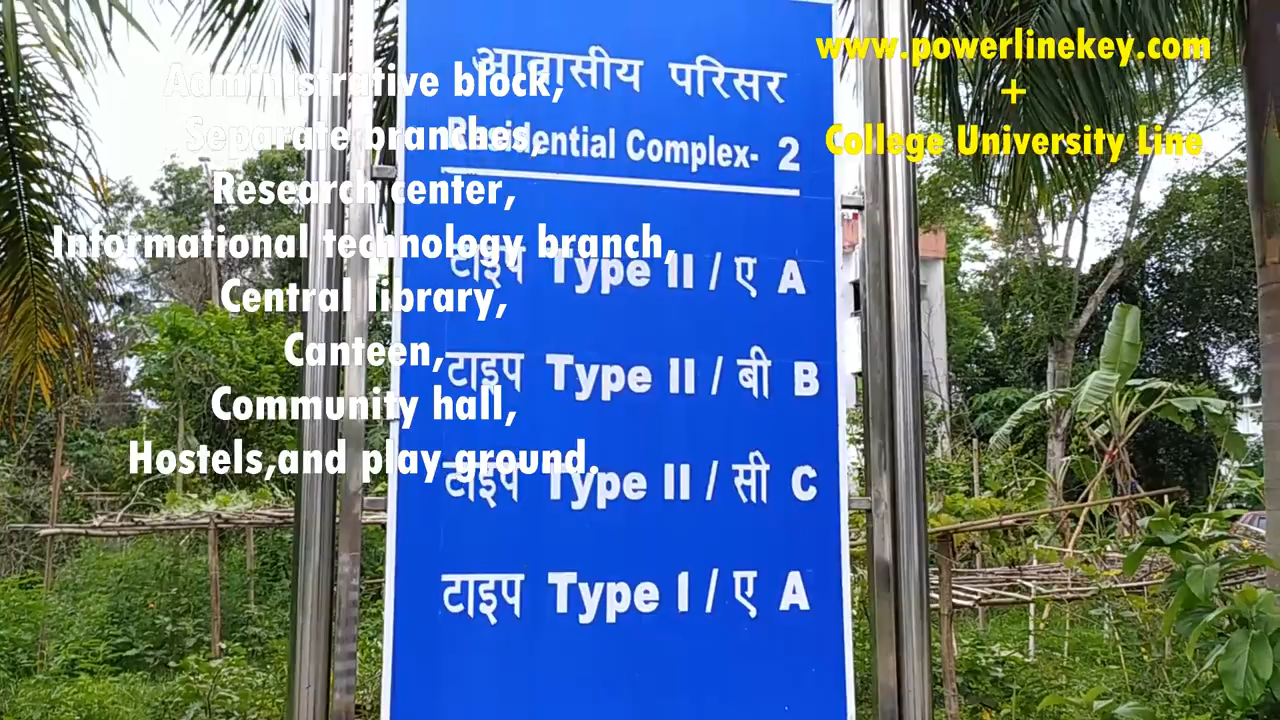 www.powerlinekey.com
+
College University Line
Administrative block,
Separate branches,
Research center,
Informational technology branch,
Central library,
Canteen,
Community hall,
Hostels,and play ground.
आवासीय परिसर
Residential Complex- 2
टाइप Type II / ए A
टाइप Type II / बी B
टाइप Type II / सी C
टाइप Type I / ए A